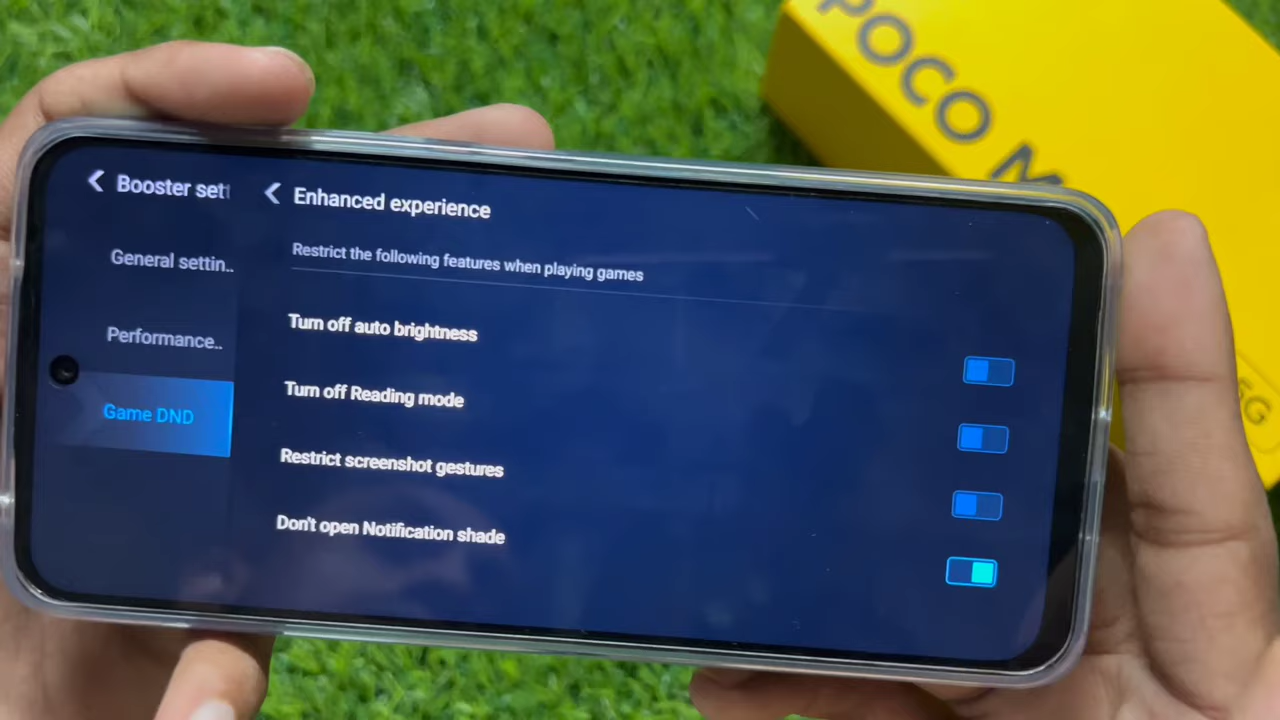 POCO M
5G
Booster sett
Enhanced experience
General settin..
Restrict the following features when playing games
Performance..
Turn off auto brightness
Game DND
Turn off Reading mode
Restrict screenshot gestures
Don't open Notification shade